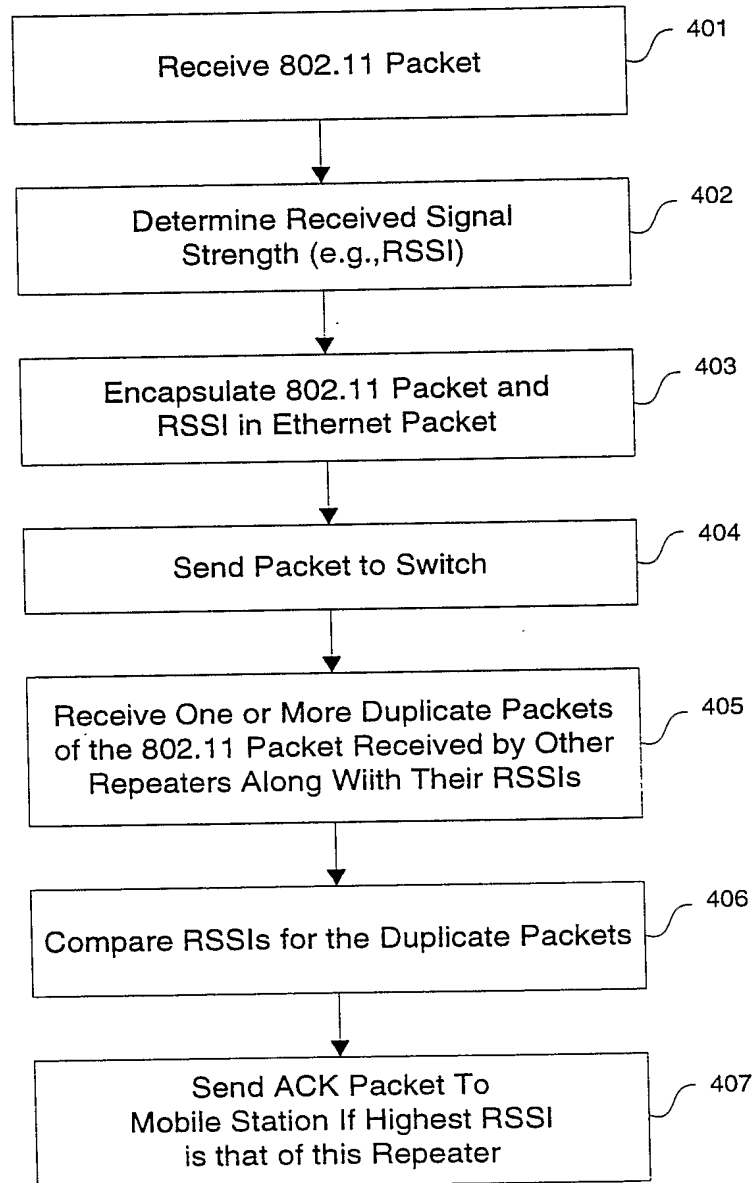 Receive 802.11 Packet
401
Determine Received Signal
Strength (e.g.,RSSI)
402
Encapsulate 802.11 Packet and
RSSI in Ethernet Packet
403
Send Packet to Switch
404
Receive One or More Duplicate Packets
of the 802.11 Packet Received by Other
Repeaters Along Wiith Their RSSIs
405
Compare RSSIs for the Duplicate Packets
406
Send ACK Packet To
Mobile Station If Highest RSSI
is that of this Repeater
407